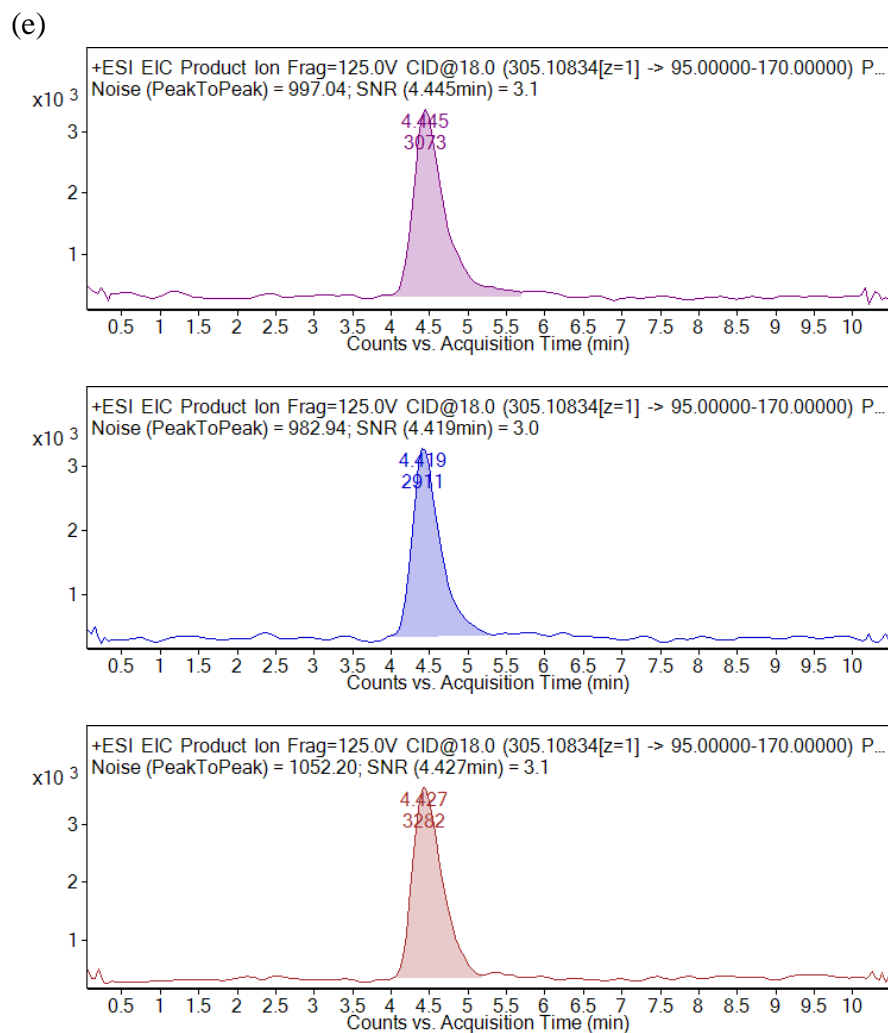 (e)
+ESI EIC Product Ion Frag=125.0V CID@18.0 (305.10834[z=1] -> 95.00000-170.00000) P...
Noise (PeakToPeak) = 997.04; SNR (4.445min) = 3.1
x10 3
4.445
3073
3
2
1
0.5 1 1.5 2 2.5 3 3.5 4 4.5 5 5.5 6 6.5 7 7.5 8 8.5 9 9.5 10
Counts vs. Acquisition Time (min)
+ESI EIC Product Ion Frag=125.0V CID@18.0 (305.10834[z=1] -> 95.00000-170.00000) P...
Noise (PeakToPeak) = 982.94; SNR (4.419min) = 3.0
x10 3
4.419
2911
3
2
1
0.5 1 1.5 2 2.5 3 3.5 4 4.5 5 5.5 6 6.5 7 7.5 8 8.5 9 9.5 10
Counts vs. Acquisition Time (min)
+ESI EIC Product Ion Frag=125.0V CID@18.0 (305.10834[z=1] -> 95.00000-170.00000) P...
Noise (PeakToPeak) = 1052.20; SNR (4.427min) = 3.1
x10 3
4.427
3282
3
2
1
0.5 1 1.5 2 2.5 3 3.5 4 4.5 5 5.5 6 6.5 7 7.5 8 8.5 9 9.5 10
Counts vs. Acquisition Time (min)